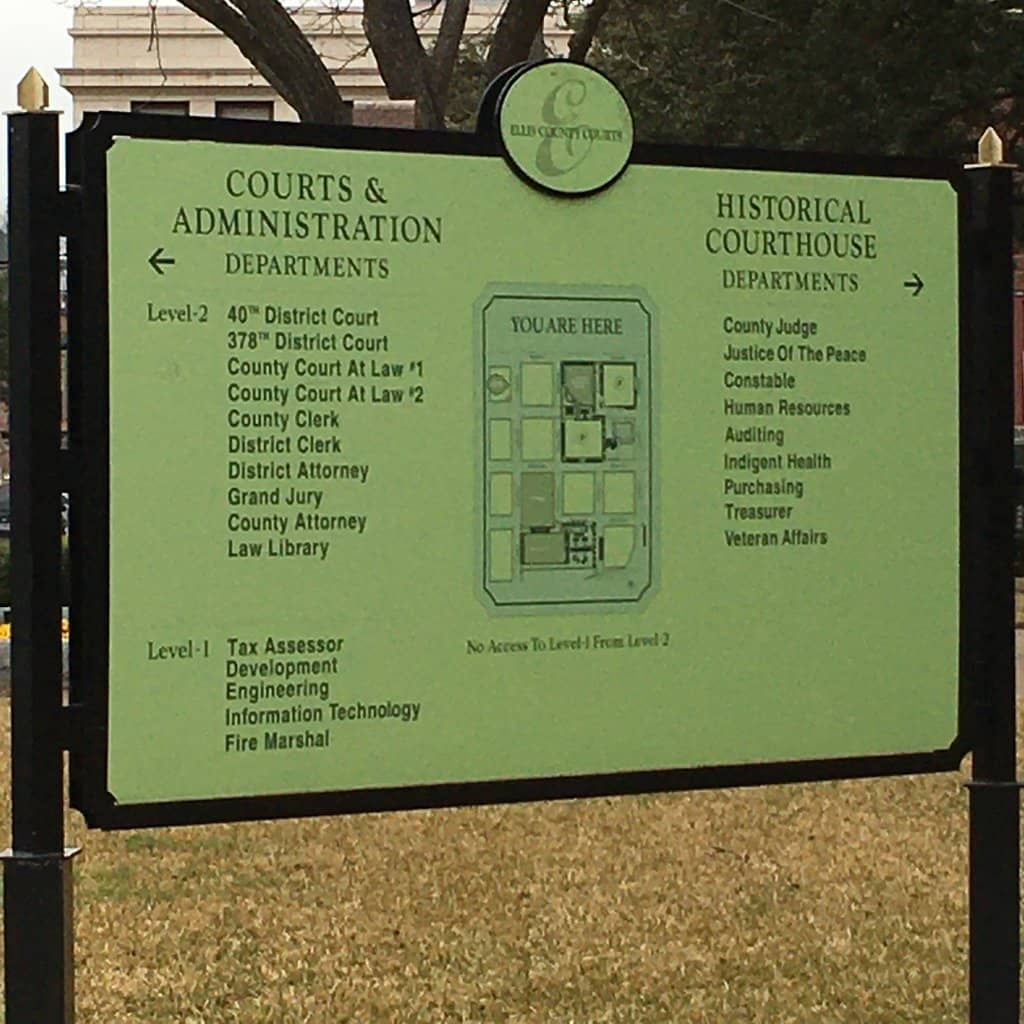 ELLIS COUNTY COURTS
COURTS &
ADMINISTRATION
← DEPARTMENTS
Level-2 40TH District Court
378TH District Court
County Court At Law #1
County Court At Law #2
County Clerk
District Clerk
District Attorney
Grand Jury
County Attorney
Law Library
Level-1 Tax Assessor
Development
Engineering
Information Technology
Fire Marshal
YOU ARE HERE
No Access To Level-1 From Level 2
HISTORICAL
COURTHOUSE
DEPARTMENTS →
County Judge
Justice Of The Peace
Constable
Human Resources
Auditing
Indigent Health
Purchasing
Treasurer
Veteran Affairs